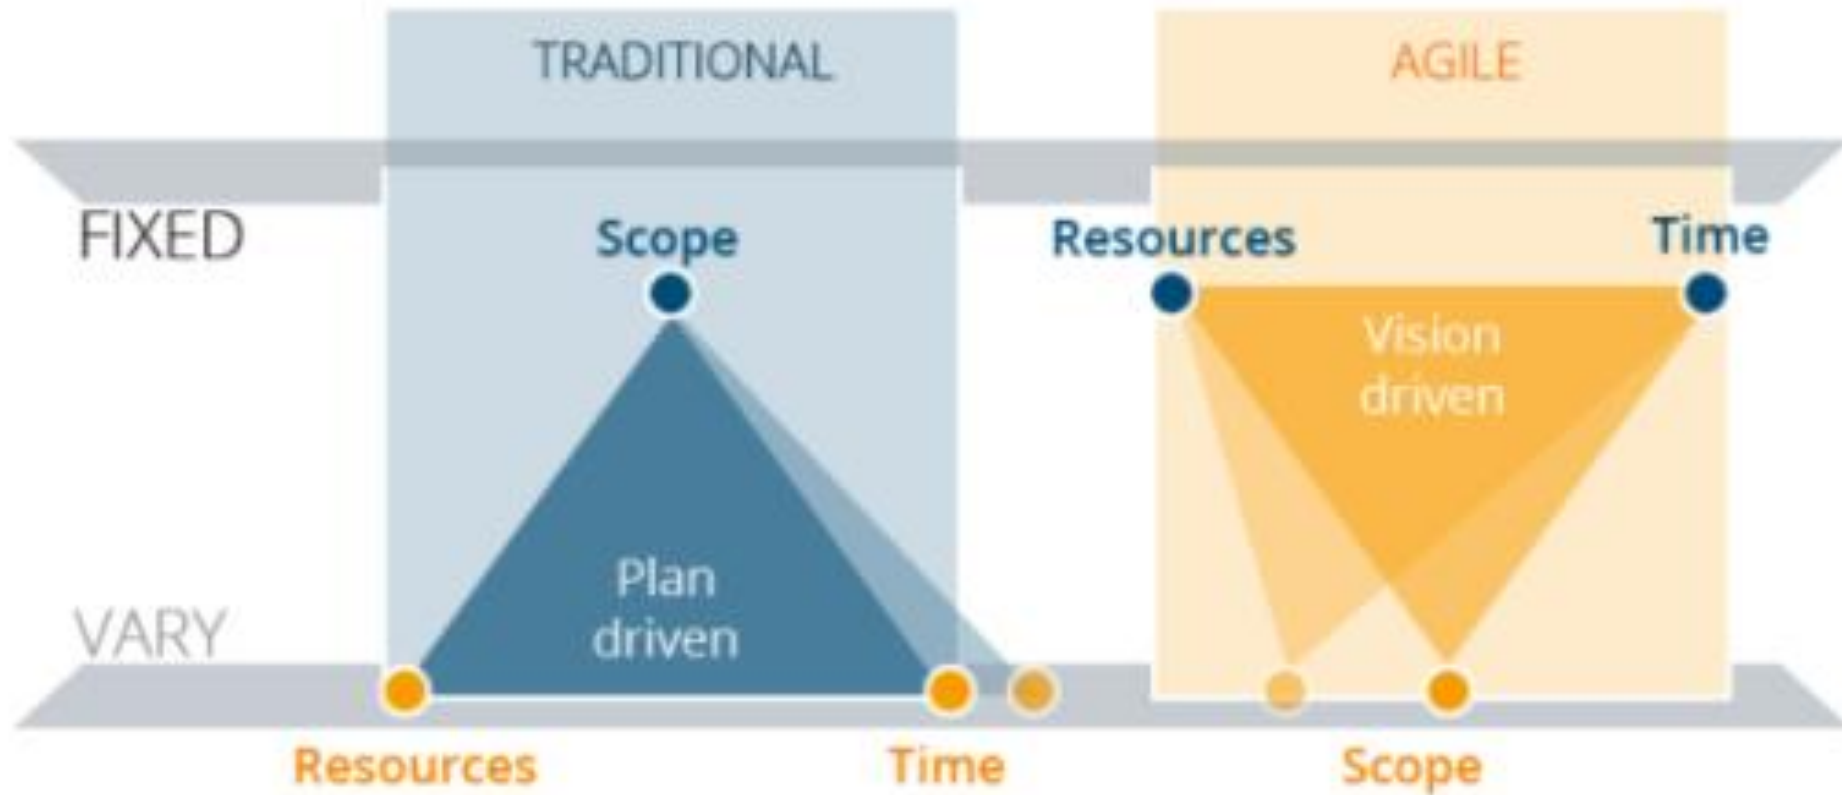 TRADITIONAL
AGILE
FIXED
Scope
Resources
Time
Vision
driven
Plan
driven
VARY
Resources
Time
Scope